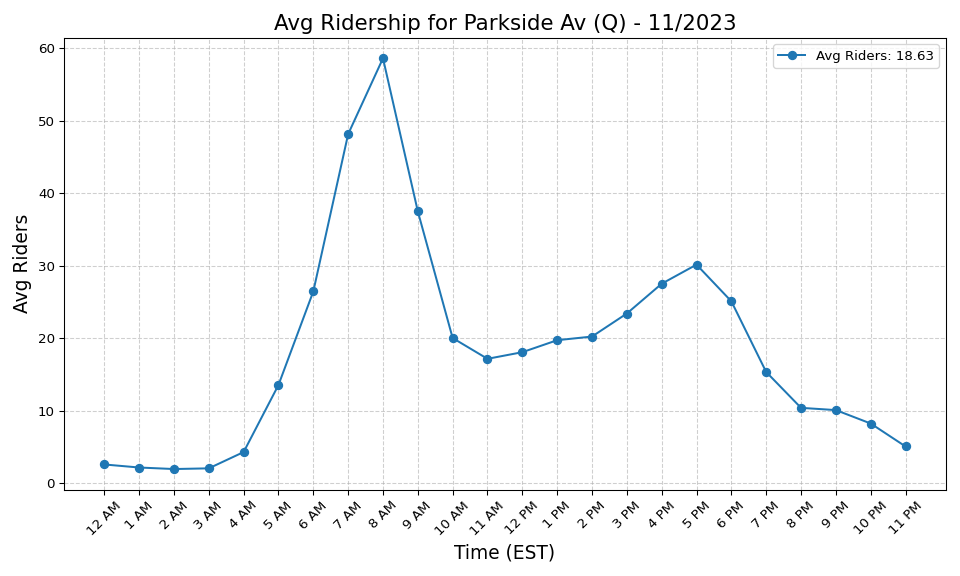 Avg Ridership for Parkside Av (Q) - 11/2023
Avg Riders: 18.63
60
50
40
30
20
10
0
Avg Riders
12 AM
1 AM
2 AM
3 AM
4 AM
5 AM
6 AM
7 AM
8 AM
9 AM
10 AM
11 AM
12 PM
1 PM
2 PM
3 PM
4 PM
5 PM
6 PM
7 PM
8 PM
9 PM
10 PM
11 PM
Time (EST)